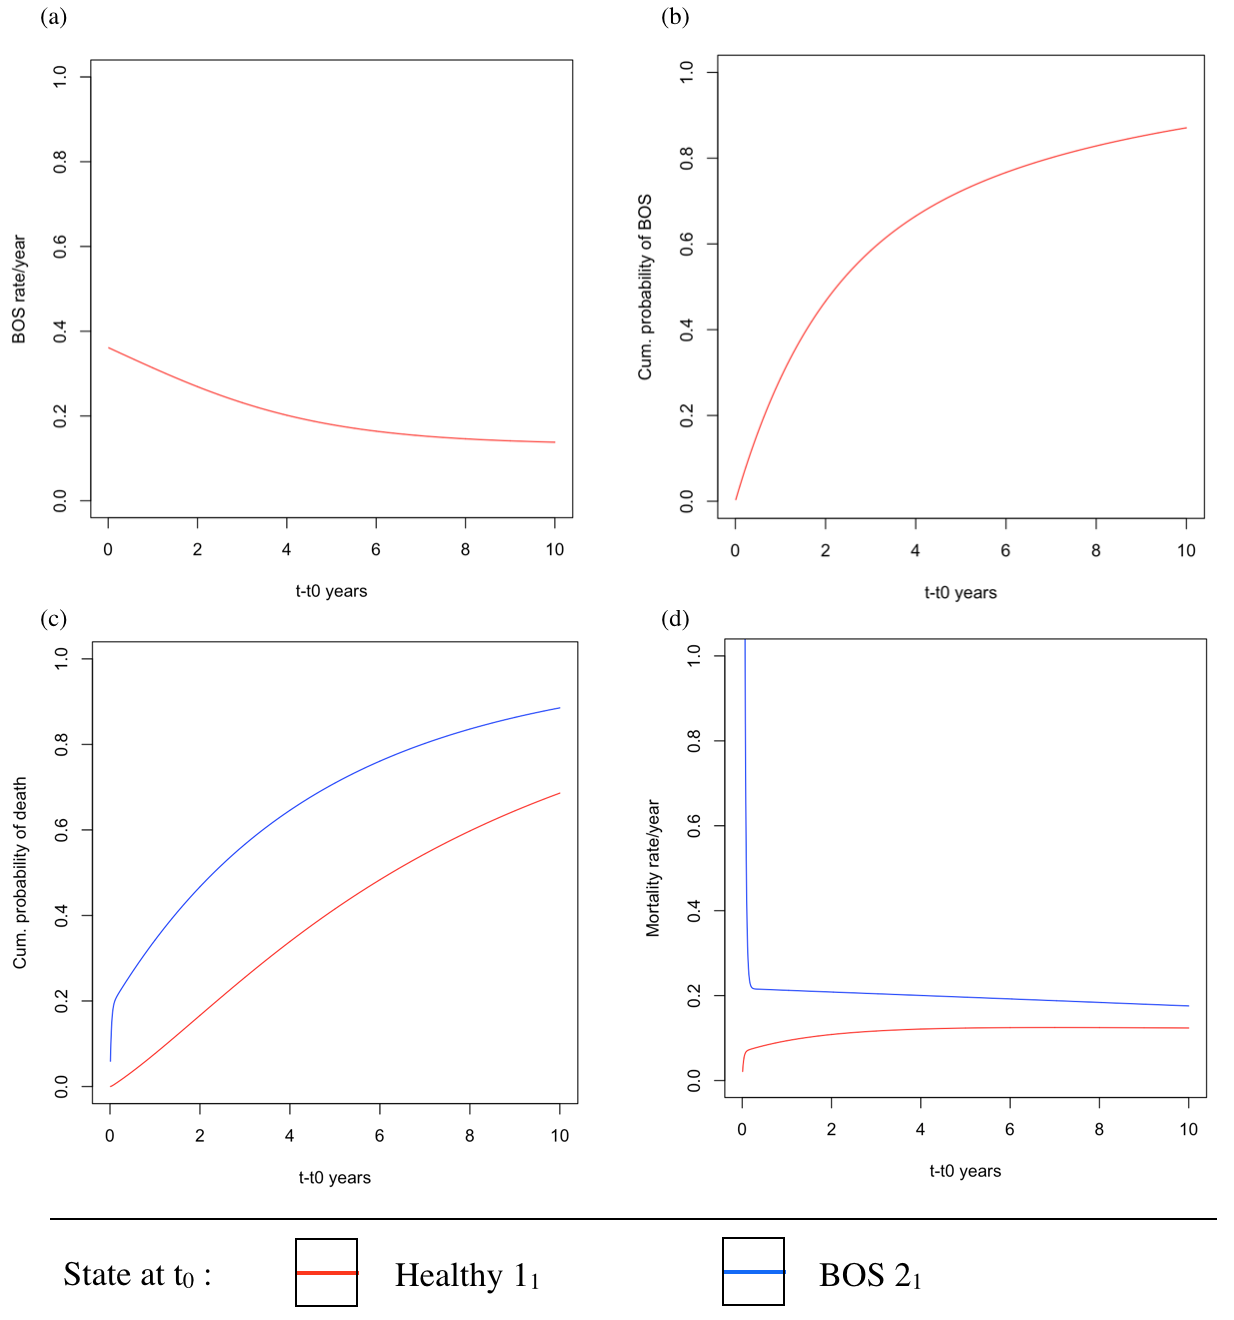 (a)
BOS rate/year
1.0
0.8
0.6
0.4
0.2
0.0
0 2 4 6 8 10
t-t0 years
(b)
Cum. probability of BOS
1.0
0.8
0.6
0.4
0.2
0.0
0 2 4 6 8 10
t-t0 years
(c)
Cum. probability of death
1.0
0.8
0.6
0.4
0.2
0.0
0 2 4 6 8 10
t-t0 years
(d)
Mortality rate/year
1.0
0.8
0.6
0.4
0.2
0.0
0 2 4 6 8 10
t-t0 years
State at t₀ : Healthy 1₁ BOS 2₁